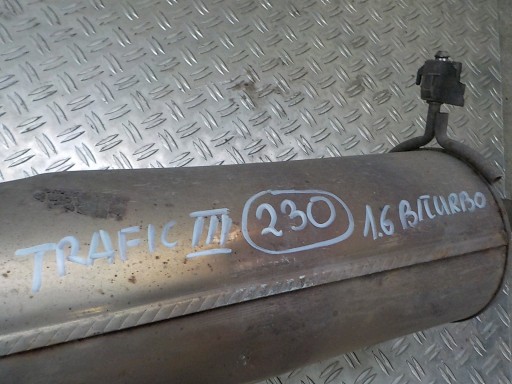 TRAFIC III 230 1.6 BITURBO